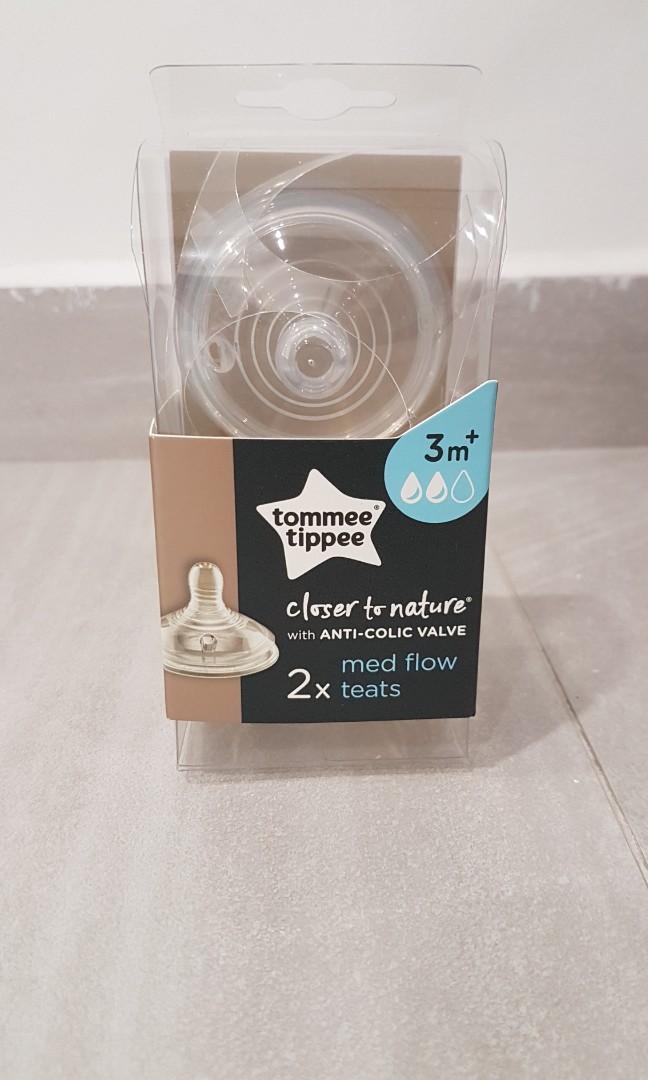 3m+
tommee®
tippee
closer to nature®
with ANTI-COLIC VALVE
2x med flow
teats